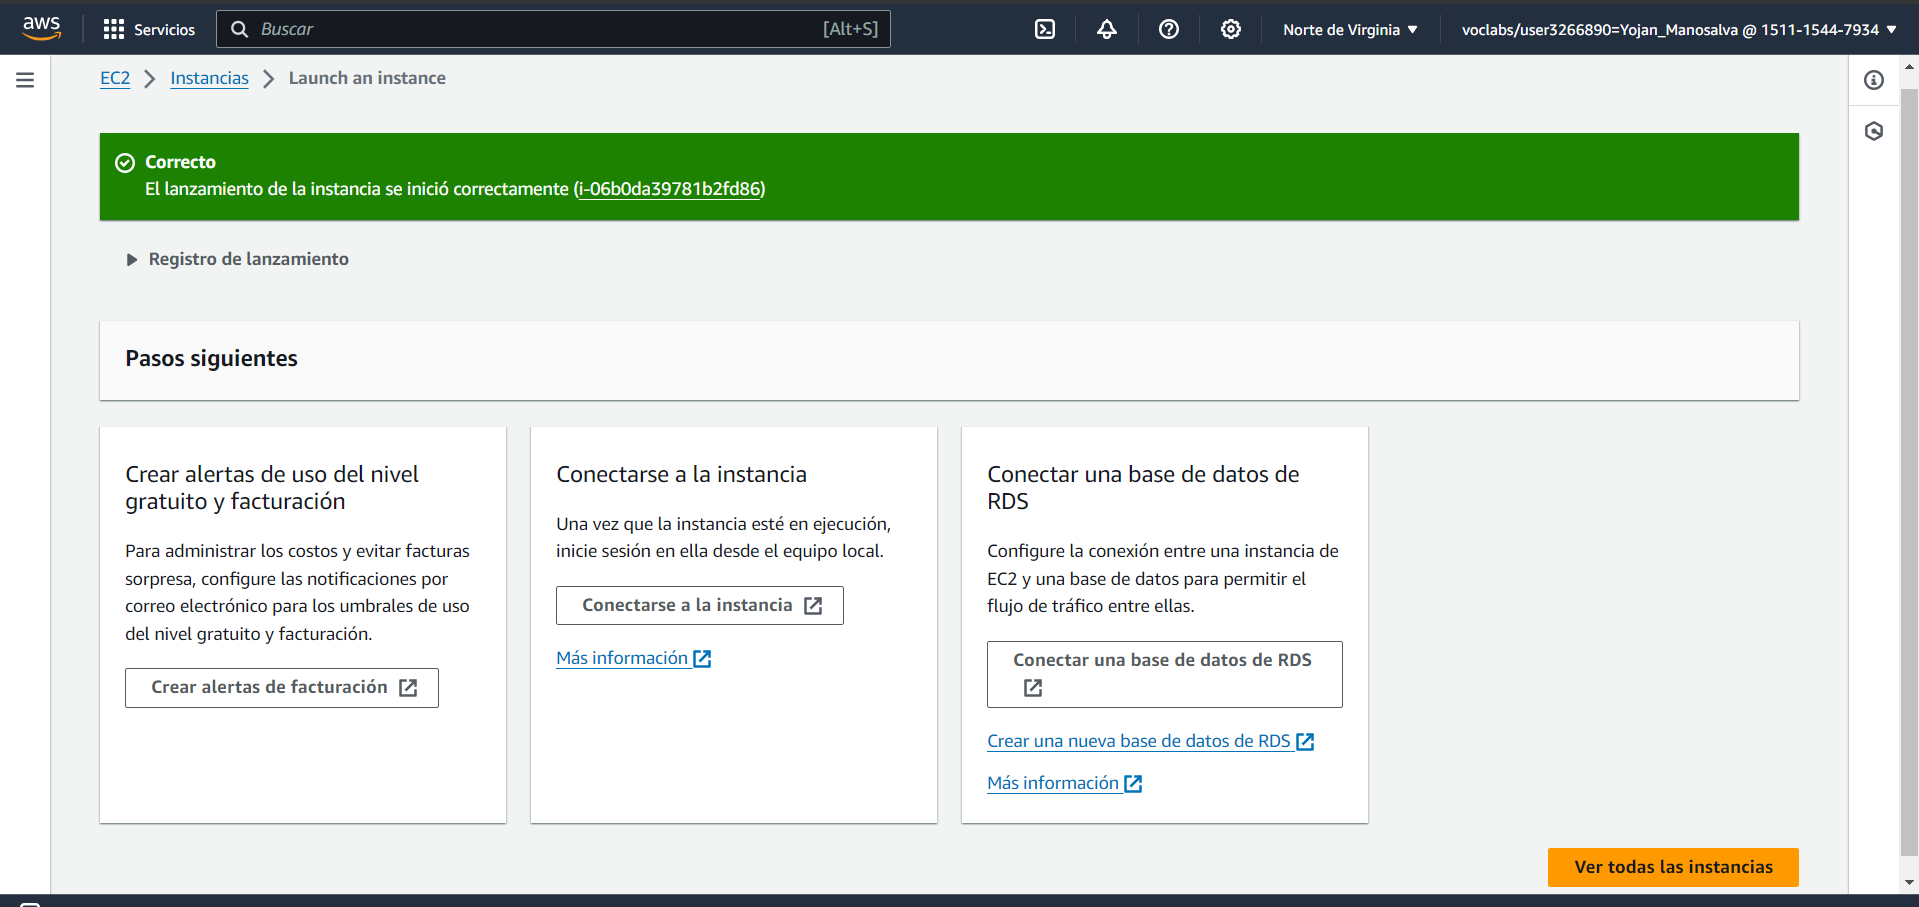 aws
Servicios
Buscar
[Alt+S]
Norte de Virginia
voclabs/user3266890=Yojan_Manosalva @ 1511-1544-7934
EC2
Instancias
Launch an instance
Correcto
El lanzamiento de la instancia se inició correctamente (i-06b0da39781b2fd86)
Registro de lanzamiento
Pasos siguientes
Crear alertas de uso del nivel
gratuito y facturación
Para administrar los costos y evitar facturas
sorpresa, configure las notificaciones por
correo electrónico para los umbrales de uso
del nivel gratuito y facturación.
Crear alertas de facturación
Conectarse a la instancia
Una vez que la instancia esté en ejecución,
inicie sesión en ella desde el equipo local.
Conectarse a la instancia
Más información
Conectar una base de datos de
RDS
Configure la conexión entre una instancia de
EC2 y una base de datos para permitir el
flujo de tráfico entre ellas.
Conectar una base de datos de RDS
Crear una nueva base de datos de RDS
Más información
Ver todas las instancias